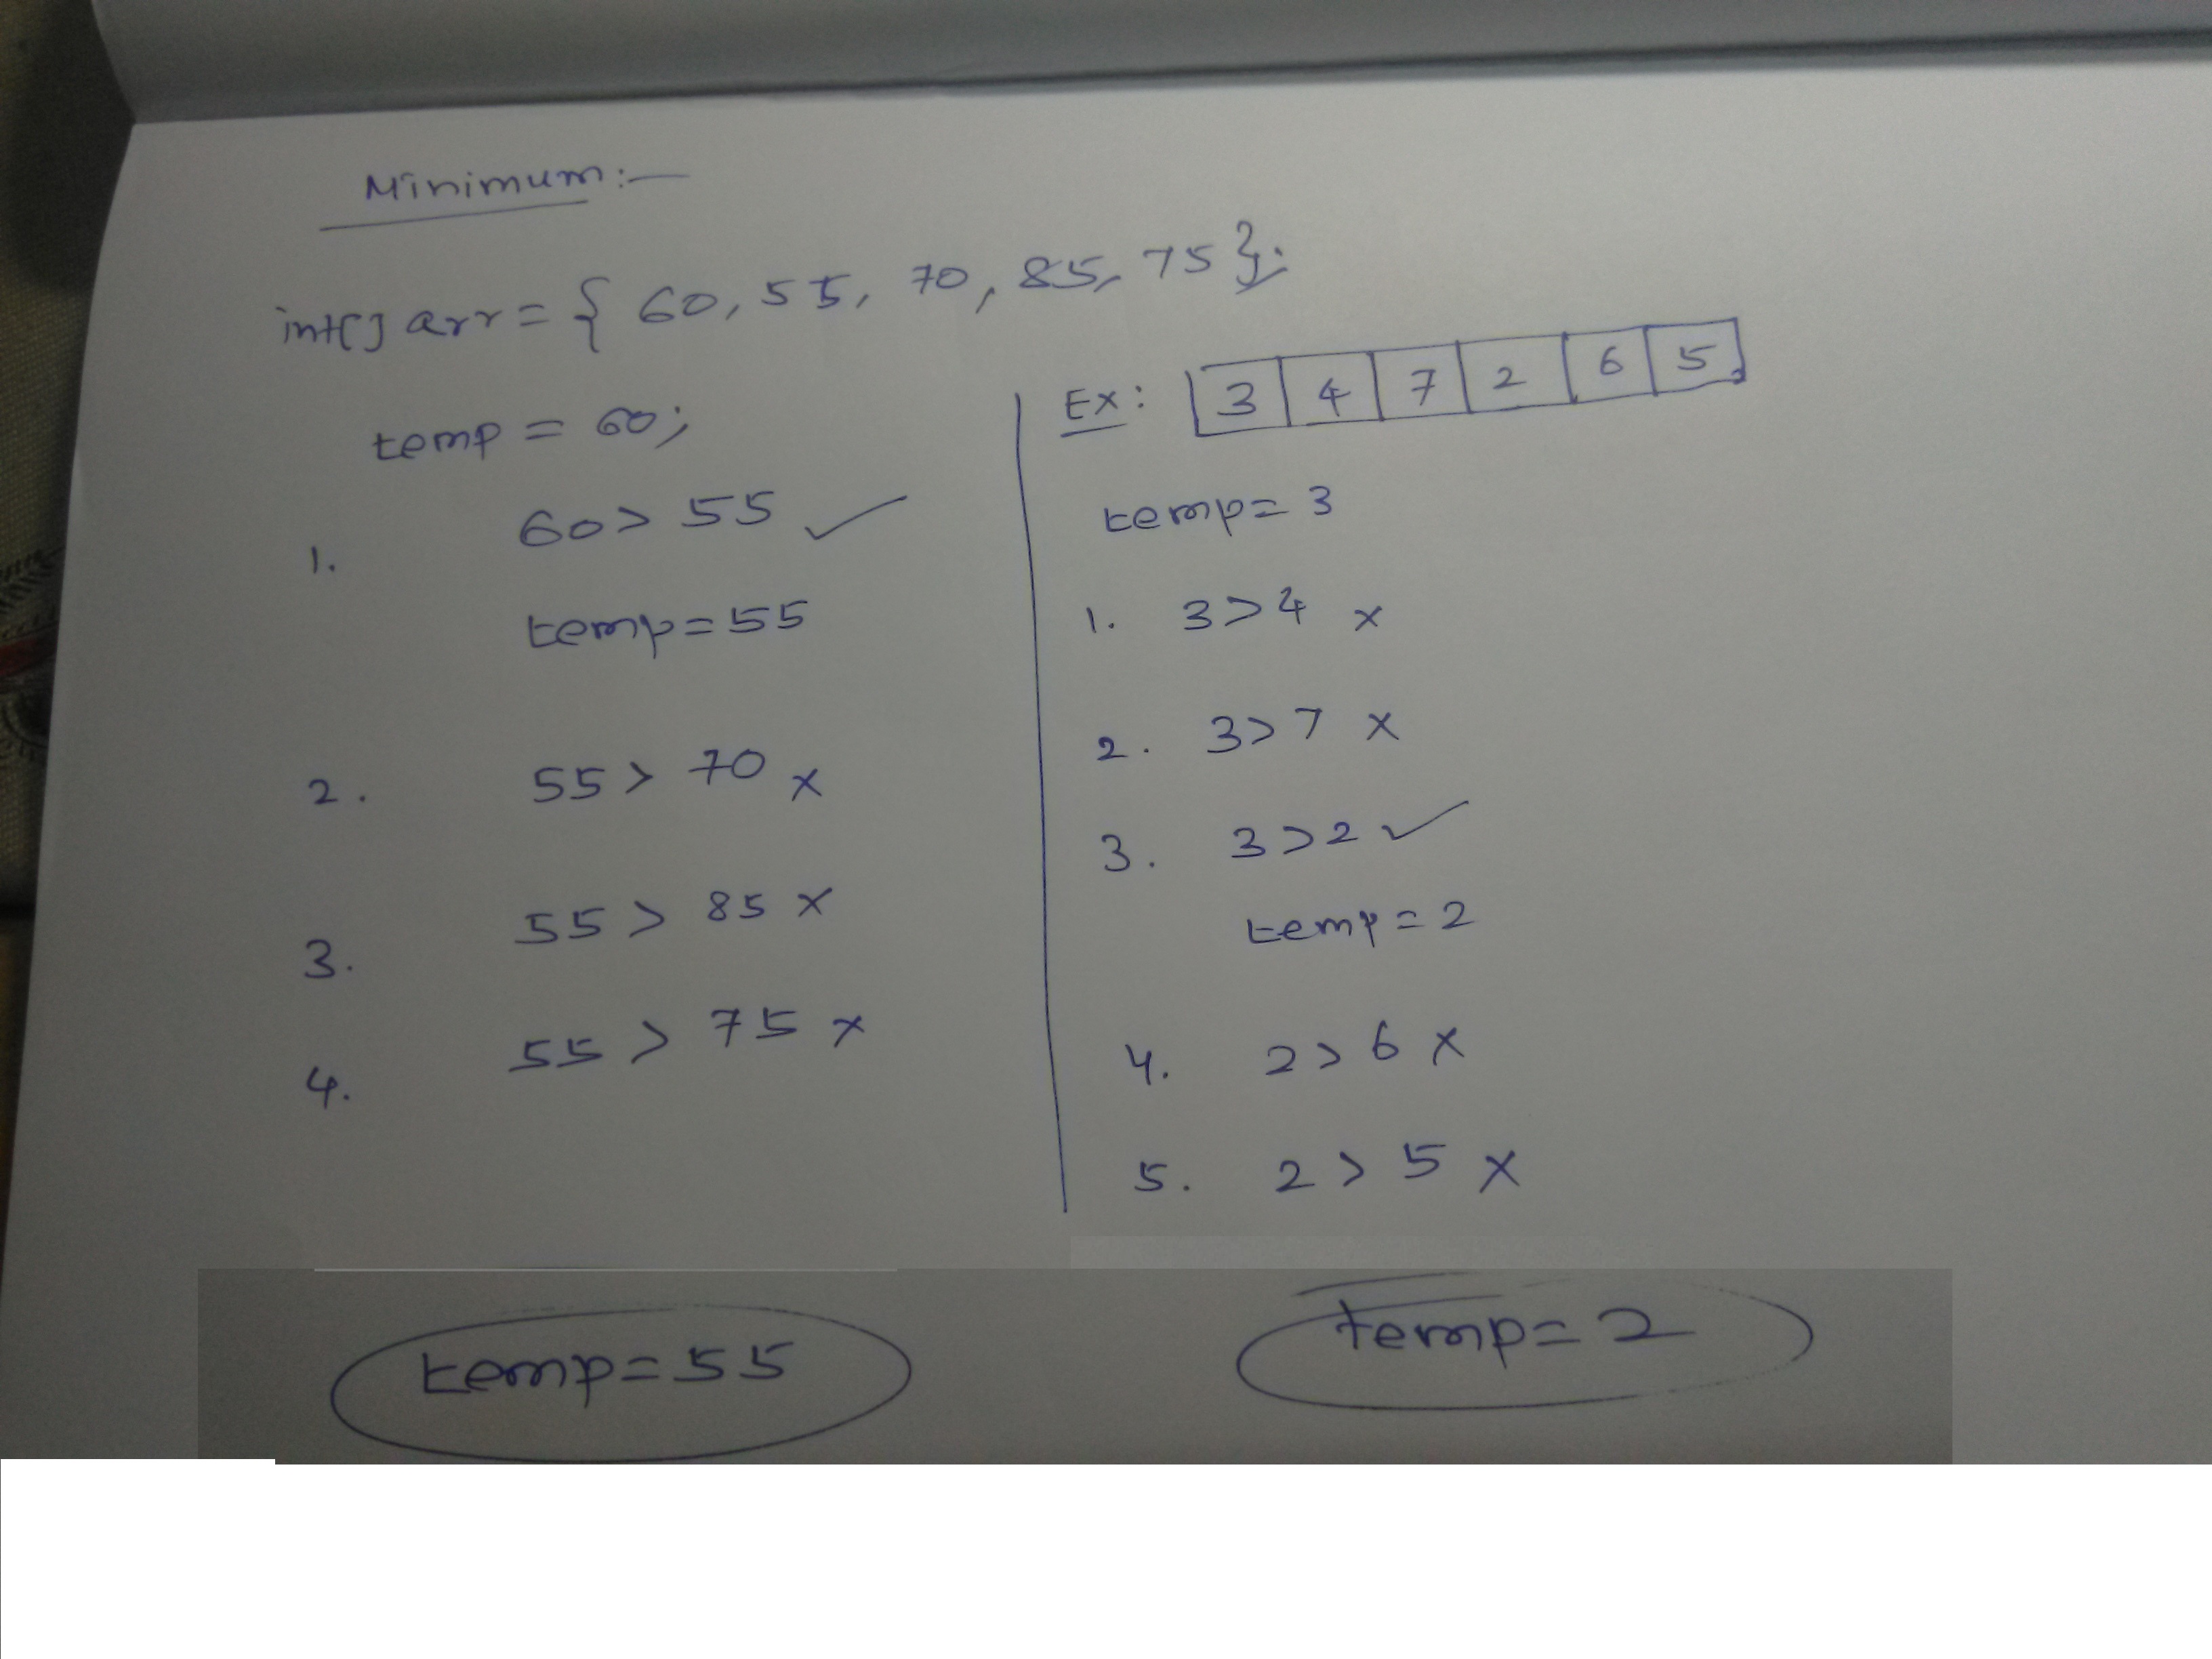 Minimum:-
int[] arr = { 60, 55, 70, 85, 75 };
temp = 60;
1. 60 > 55 ✓
temp = 55
2. 55 > 70 x
3. 55 > 85 x
4. 55 > 75 x
temp = 55
Ex: 3 4 7 2 6 5
temp = 3
1. 3 > 4 x
2. 3 > 7 x
3. 3 > 2 ✓
temp = 2
4. 2 > 6 x
5. 2 > 5 x
temp = 2